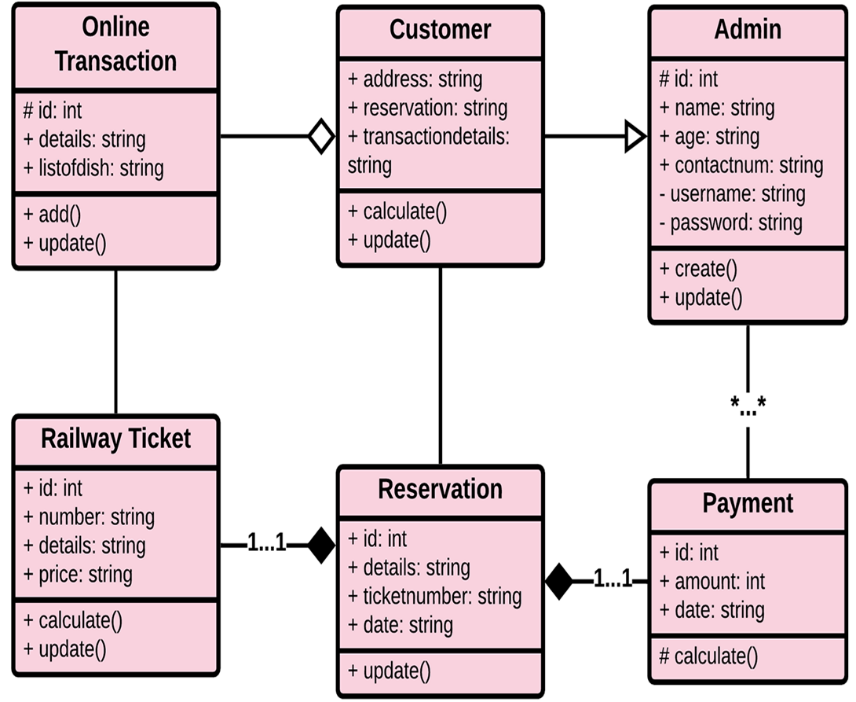 Online
Transaction
# id: int
+ details: string
+ listofdish: string
+ add()
+ update()
Customer
+ address: string
+ reservation: string
+ transactiondetails:
string
+ calculate()
+ update()
Admin
# id: int
+ name: string
+ age: string
+ contactnum: string
- username: string
- password: string
+ create()
+ update()
*...*
Railway Ticket
+ id: int
+ number: string
+ details: string
+ price: string
+ calculate()
+ update()
1...1
Reservation
+ id: int
+ details: string
+ ticketnumber: string
+ date: string
+ update()
1...1
Payment
+ id: int
+ amount: int
+ date: string
# calculate()